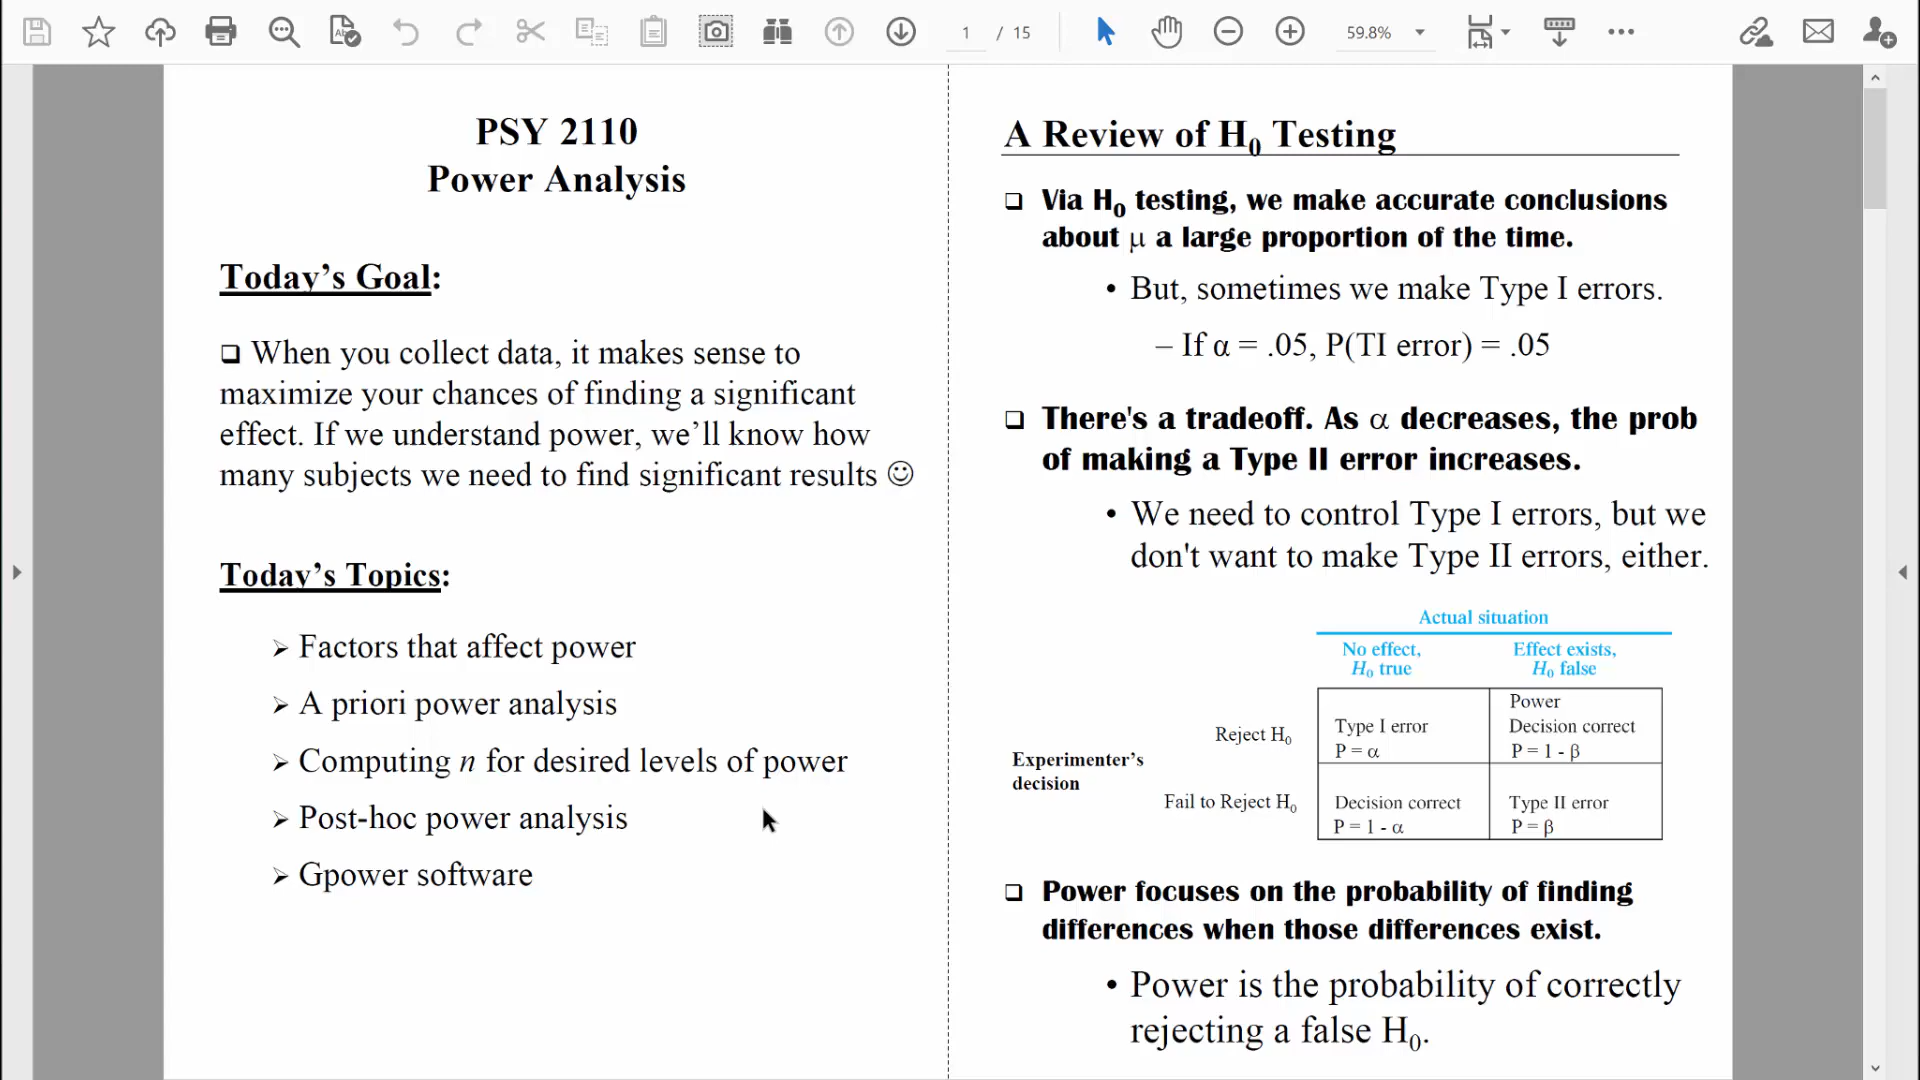 1 / 15
59.8%
PSY 2110
Power Analysis
Today's Goal:
❑ When you collect data, it makes sense to
maximize your chances of finding a significant
effect. If we understand power, we'll know how
many subjects we need to find significant results ☺
Today's Topics:
➢ Factors that affect power
➢ A priori power analysis
➢ Computing n for desired levels of power
➢ Post-hoc power analysis
➢ Gpower software
A Review of H₀ Testing
❑ Via H₀ testing, we make accurate conclusions
about μ a large proportion of the time.
• But, sometimes we make Type I errors.
– If α = .05, P(TI error) = .05
❑ There's a tradeoff. As α decreases, the prob
of making a Type II error increases.
• We need to control Type I errors, but we
don't want to make Type II errors, either.
Actual situation
No effect, Effect exists,
H₀ true H₀ false
Power
Reject H₀ Type I error Decision correct
P = α P = 1 - β
Experimenter's
decision
Fail to Reject H₀ Decision correct Type II error
P = 1 - α P = β
❑ Power focuses on the probability of finding
differences when those differences exist.
• Power is the probability of correctly
rejecting a false H₀.